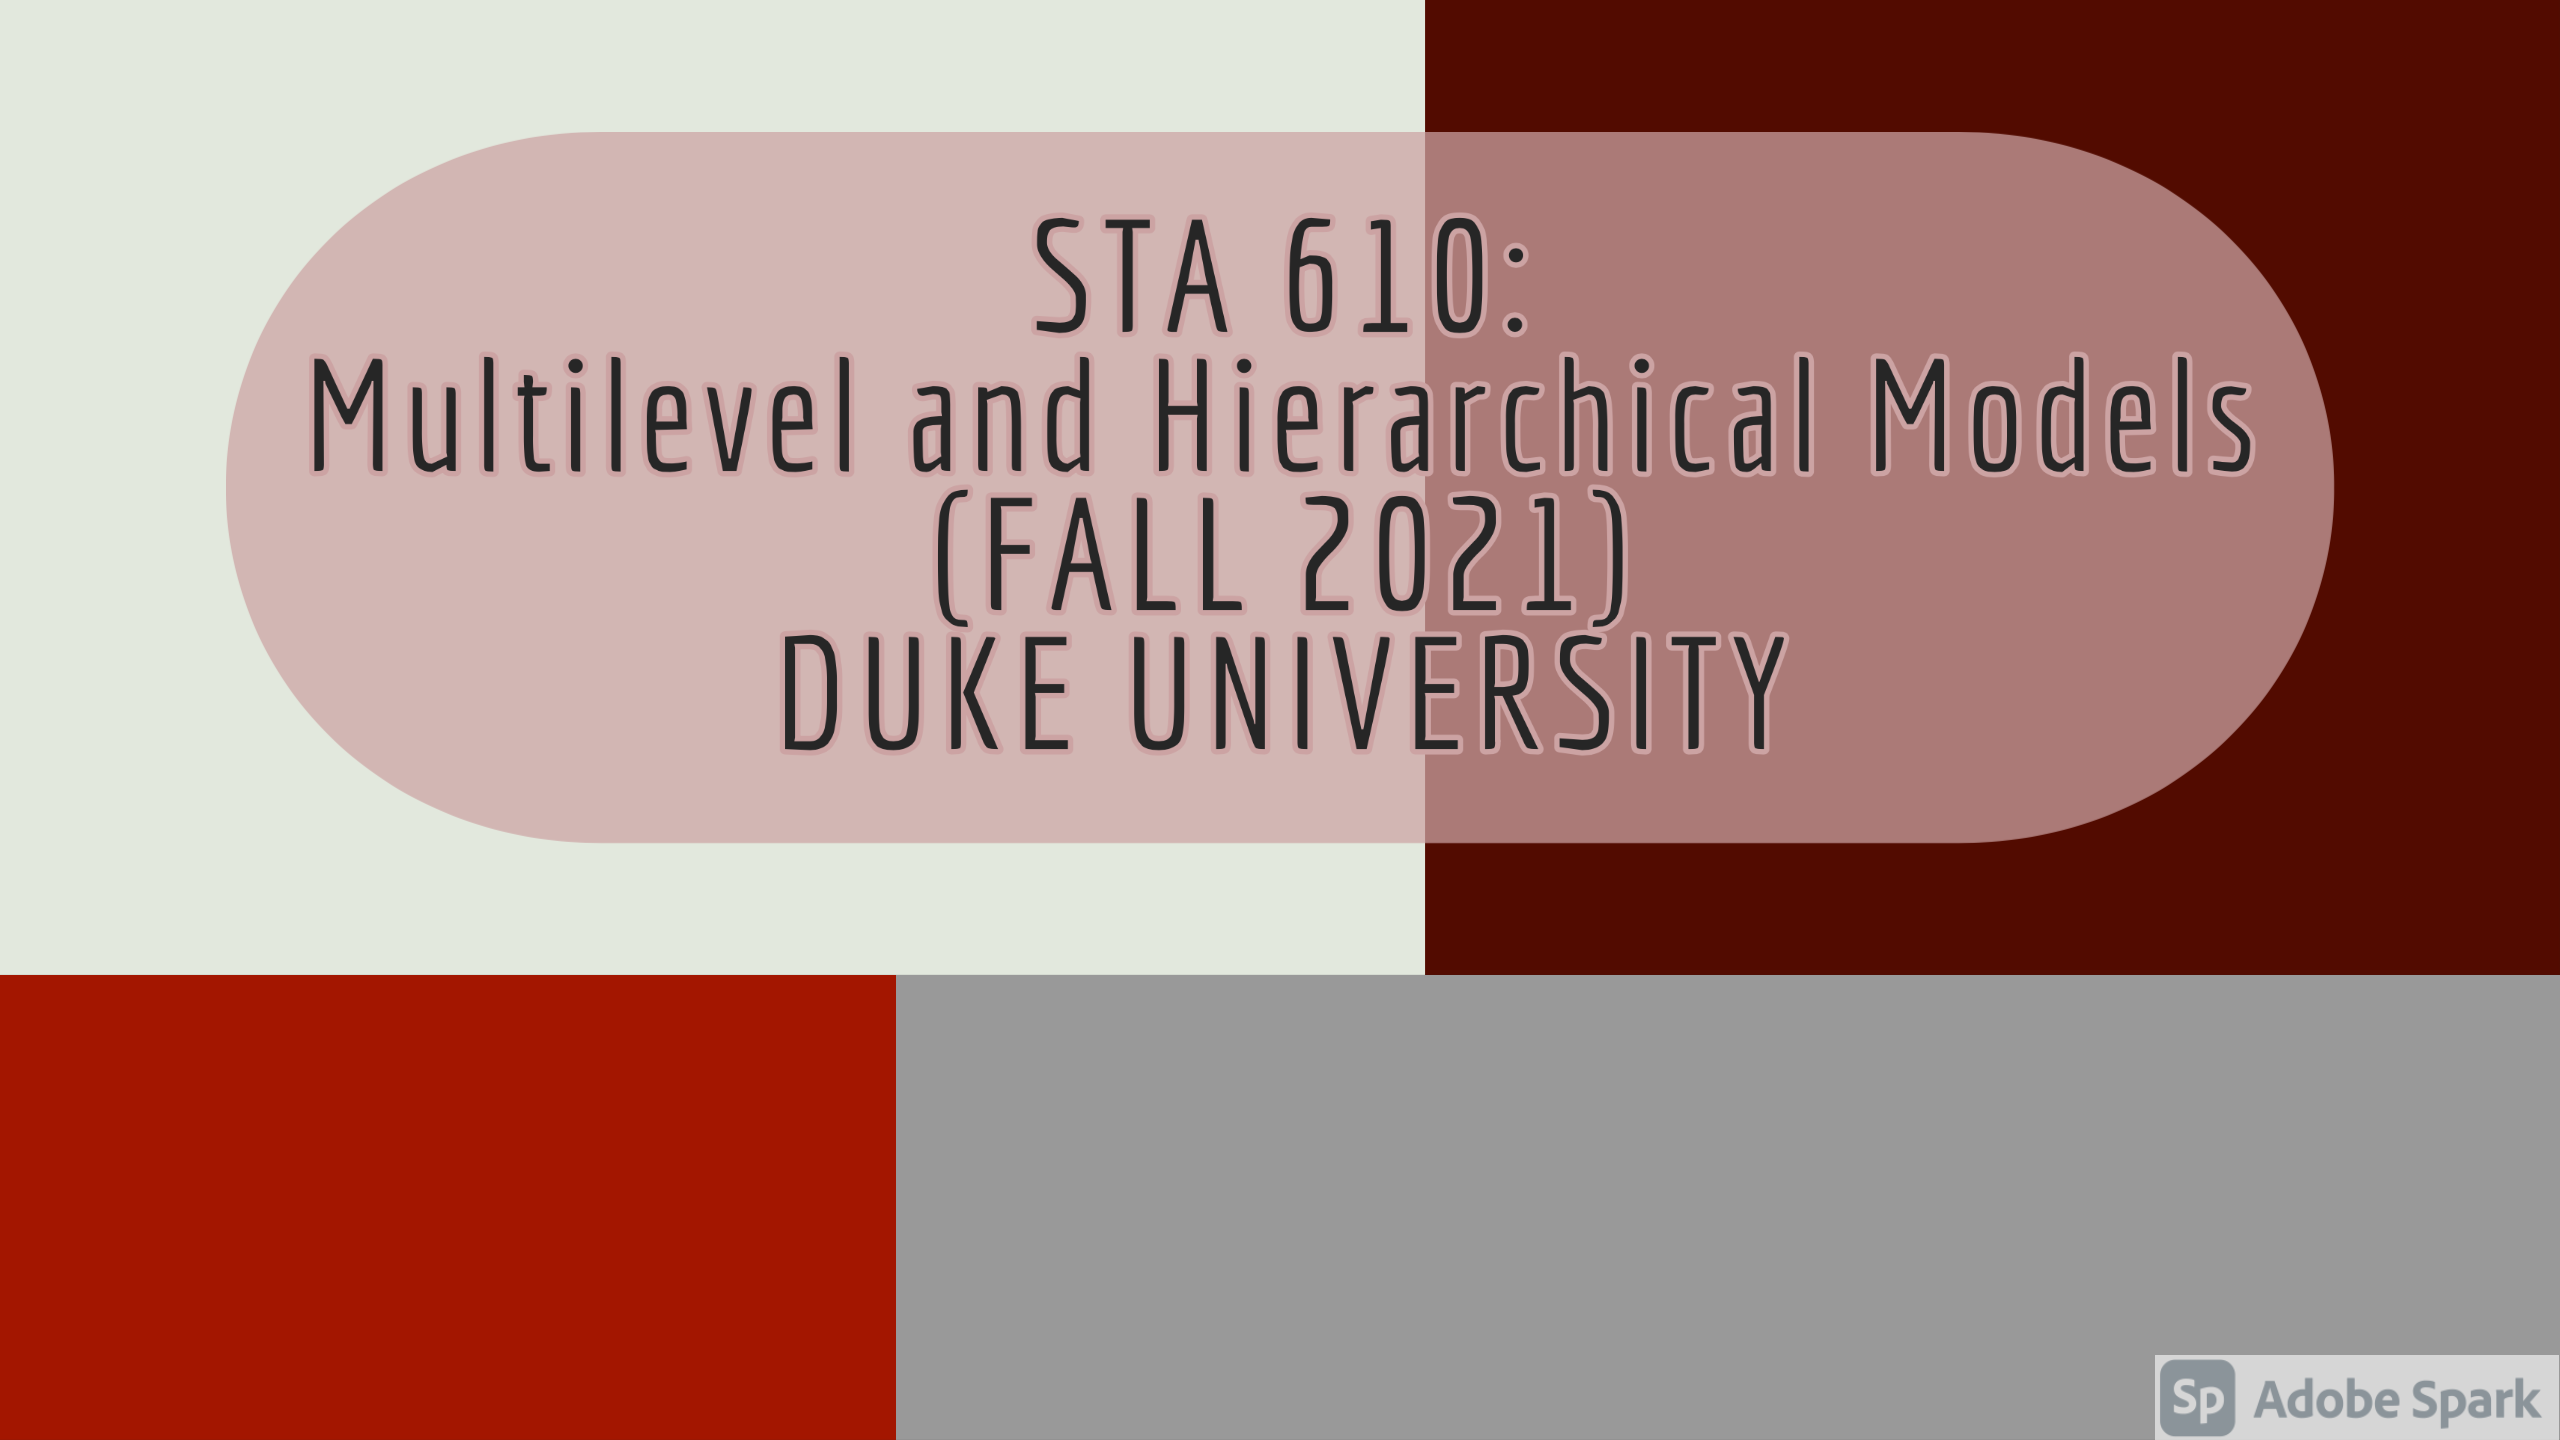 STA 610:
Multilevel and Hierarchical Models
(FALL 2021)
DUKE UNIVERSITY
Sp Adobe Spark